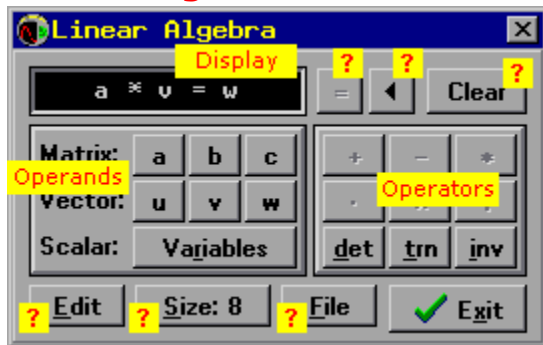 Linear Algebra
Display
? ? ?
a * v = w = Clear
Matrix: a b c + - *
Operands Operators
Vector: u v w
Scalar: Variables det trn inv
? Edit ? Size: 8 ? File Exit